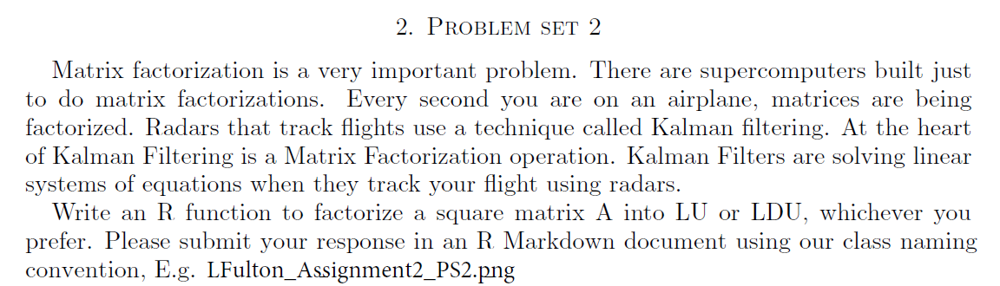 2. PROBLEM SET 2
Matrix factorization is a very important problem. There are supercomputers built just
to do matrix factorizations. Every second you are on an airplane, matrices are being
factorized. Radars that track flights use a technique called Kalman filtering. At the heart
of Kalman Filtering is a Matrix Factorization operation. Kalman Filters are solving linear
systems of equations when they track your flight using radars.
Write an R function to factorize a square matrix A into LU or LDU, whichever you
prefer. Please submit your response in an R Markdown document using our class naming
convention, E.g. LFulton_Assignment2_PS2.png